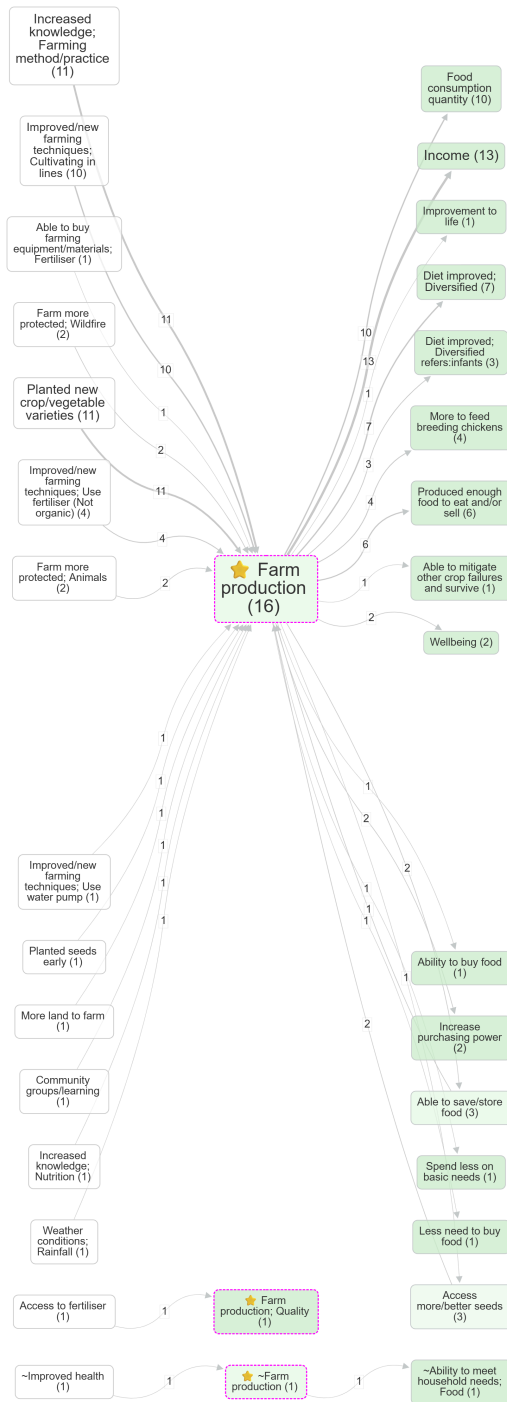 Increased
knowledge;
Farming
method/practice
(11)
Improved/new
farming
techniques;
Cultivating in
lines (10)
Able to buy
farming
equipment/materials;
Fertiliser (1)
Farm more
protected; Wildfire
(2)
Planted new
crop/vegetable
varieties (11)
Improved/new
farming
techniques; Use
fertiliser (Not
organic) (4)
Farm more
protected; Animals
(2)
11
10
1
2
11
4
2
Farm
production
(16)
10
13
1
7
3
4
6
1
2
Food
consumption
quantity (10)
Income (13)
Improvement to
life (1)
Diet improved;
Diversified (7)
Diet improved;
Diversified
refers:infants (3)
More to feed
breeding chickens
(4)
Produced enough
food to eat and/or
sell (6)
Able to mitigate
other crop failures
and survive (1)
Wellbeing (2)
1
1
1
1
1
1
Improved/new
farming
techniques; Use
water pump (1)
Planted seeds
early (1)
More land to farm
(1)
Community
groups/learning
(1)
Increased
knowledge;
Nutrition (1)
Weather
conditions;
Rainfall (1)
1
2
2
1
1
1
1
2
Ability to buy food
(1)
Increase
purchasing power
(2)
Able to save/store
food (3)
Spend less on
basic needs (1)
Less need to buy
food (1)
Access
more/better seeds
(3)
Access to fertiliser
(1)
1
Farm
production; Quality
(1)
~Improved health
(1)
1
~Farm
production (1)
1
~Ability to meet
household needs;
Food (1)